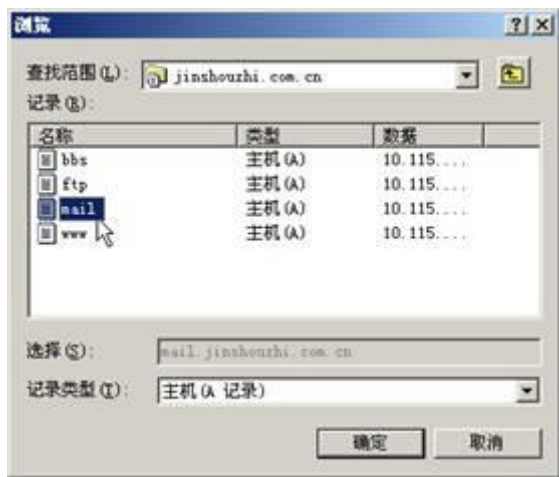 浏览
查找范围(L): jinshouzhi.com.cn
记录(R):
名称 类型 数据
bbs 主机(A) 10.115....
ftp 主机(A) 10.115....
mail 主机(A) 10.115....
www 主机(A) 10.115....
选择(S): mail.jinshouzhi.com.cn
记录类型(T): 主机(A 记录)
确定 取消